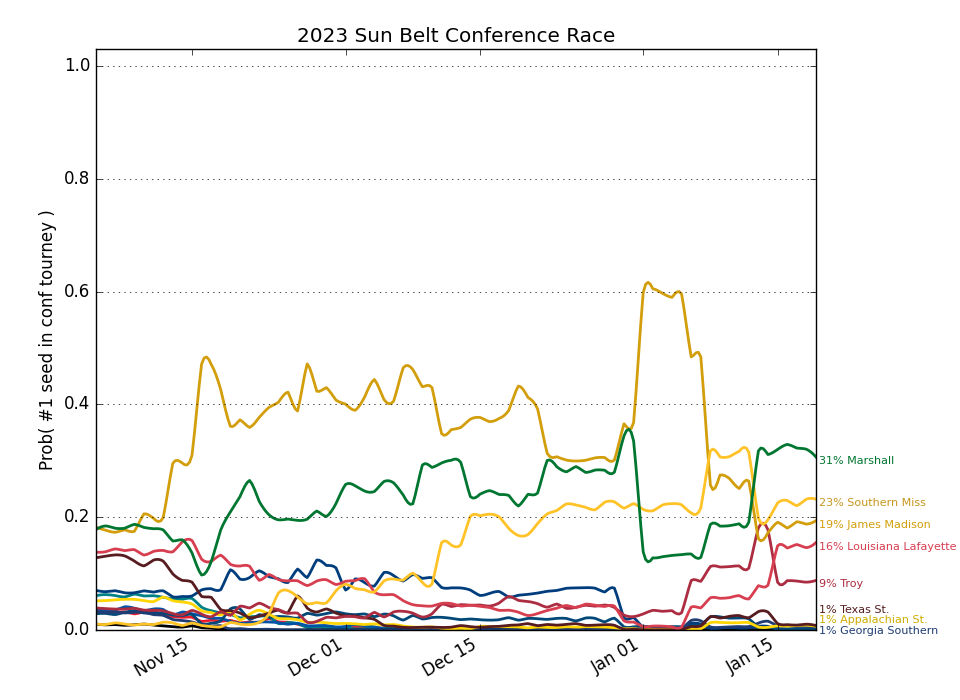 2023 Sun Belt Conference Race
Prob( #1 seed in conf tourney )
1.0
0.8
0.6
0.4
0.2
0.0
Nov 15
Dec 01
Dec 15
Jan 01
Jan 15
31% Marshall
23% Southern Miss
19% James Madison
16% Louisiana Lafayette
9% Troy
1% Texas St.
1% Appalachian St.
1% Georgia Southern